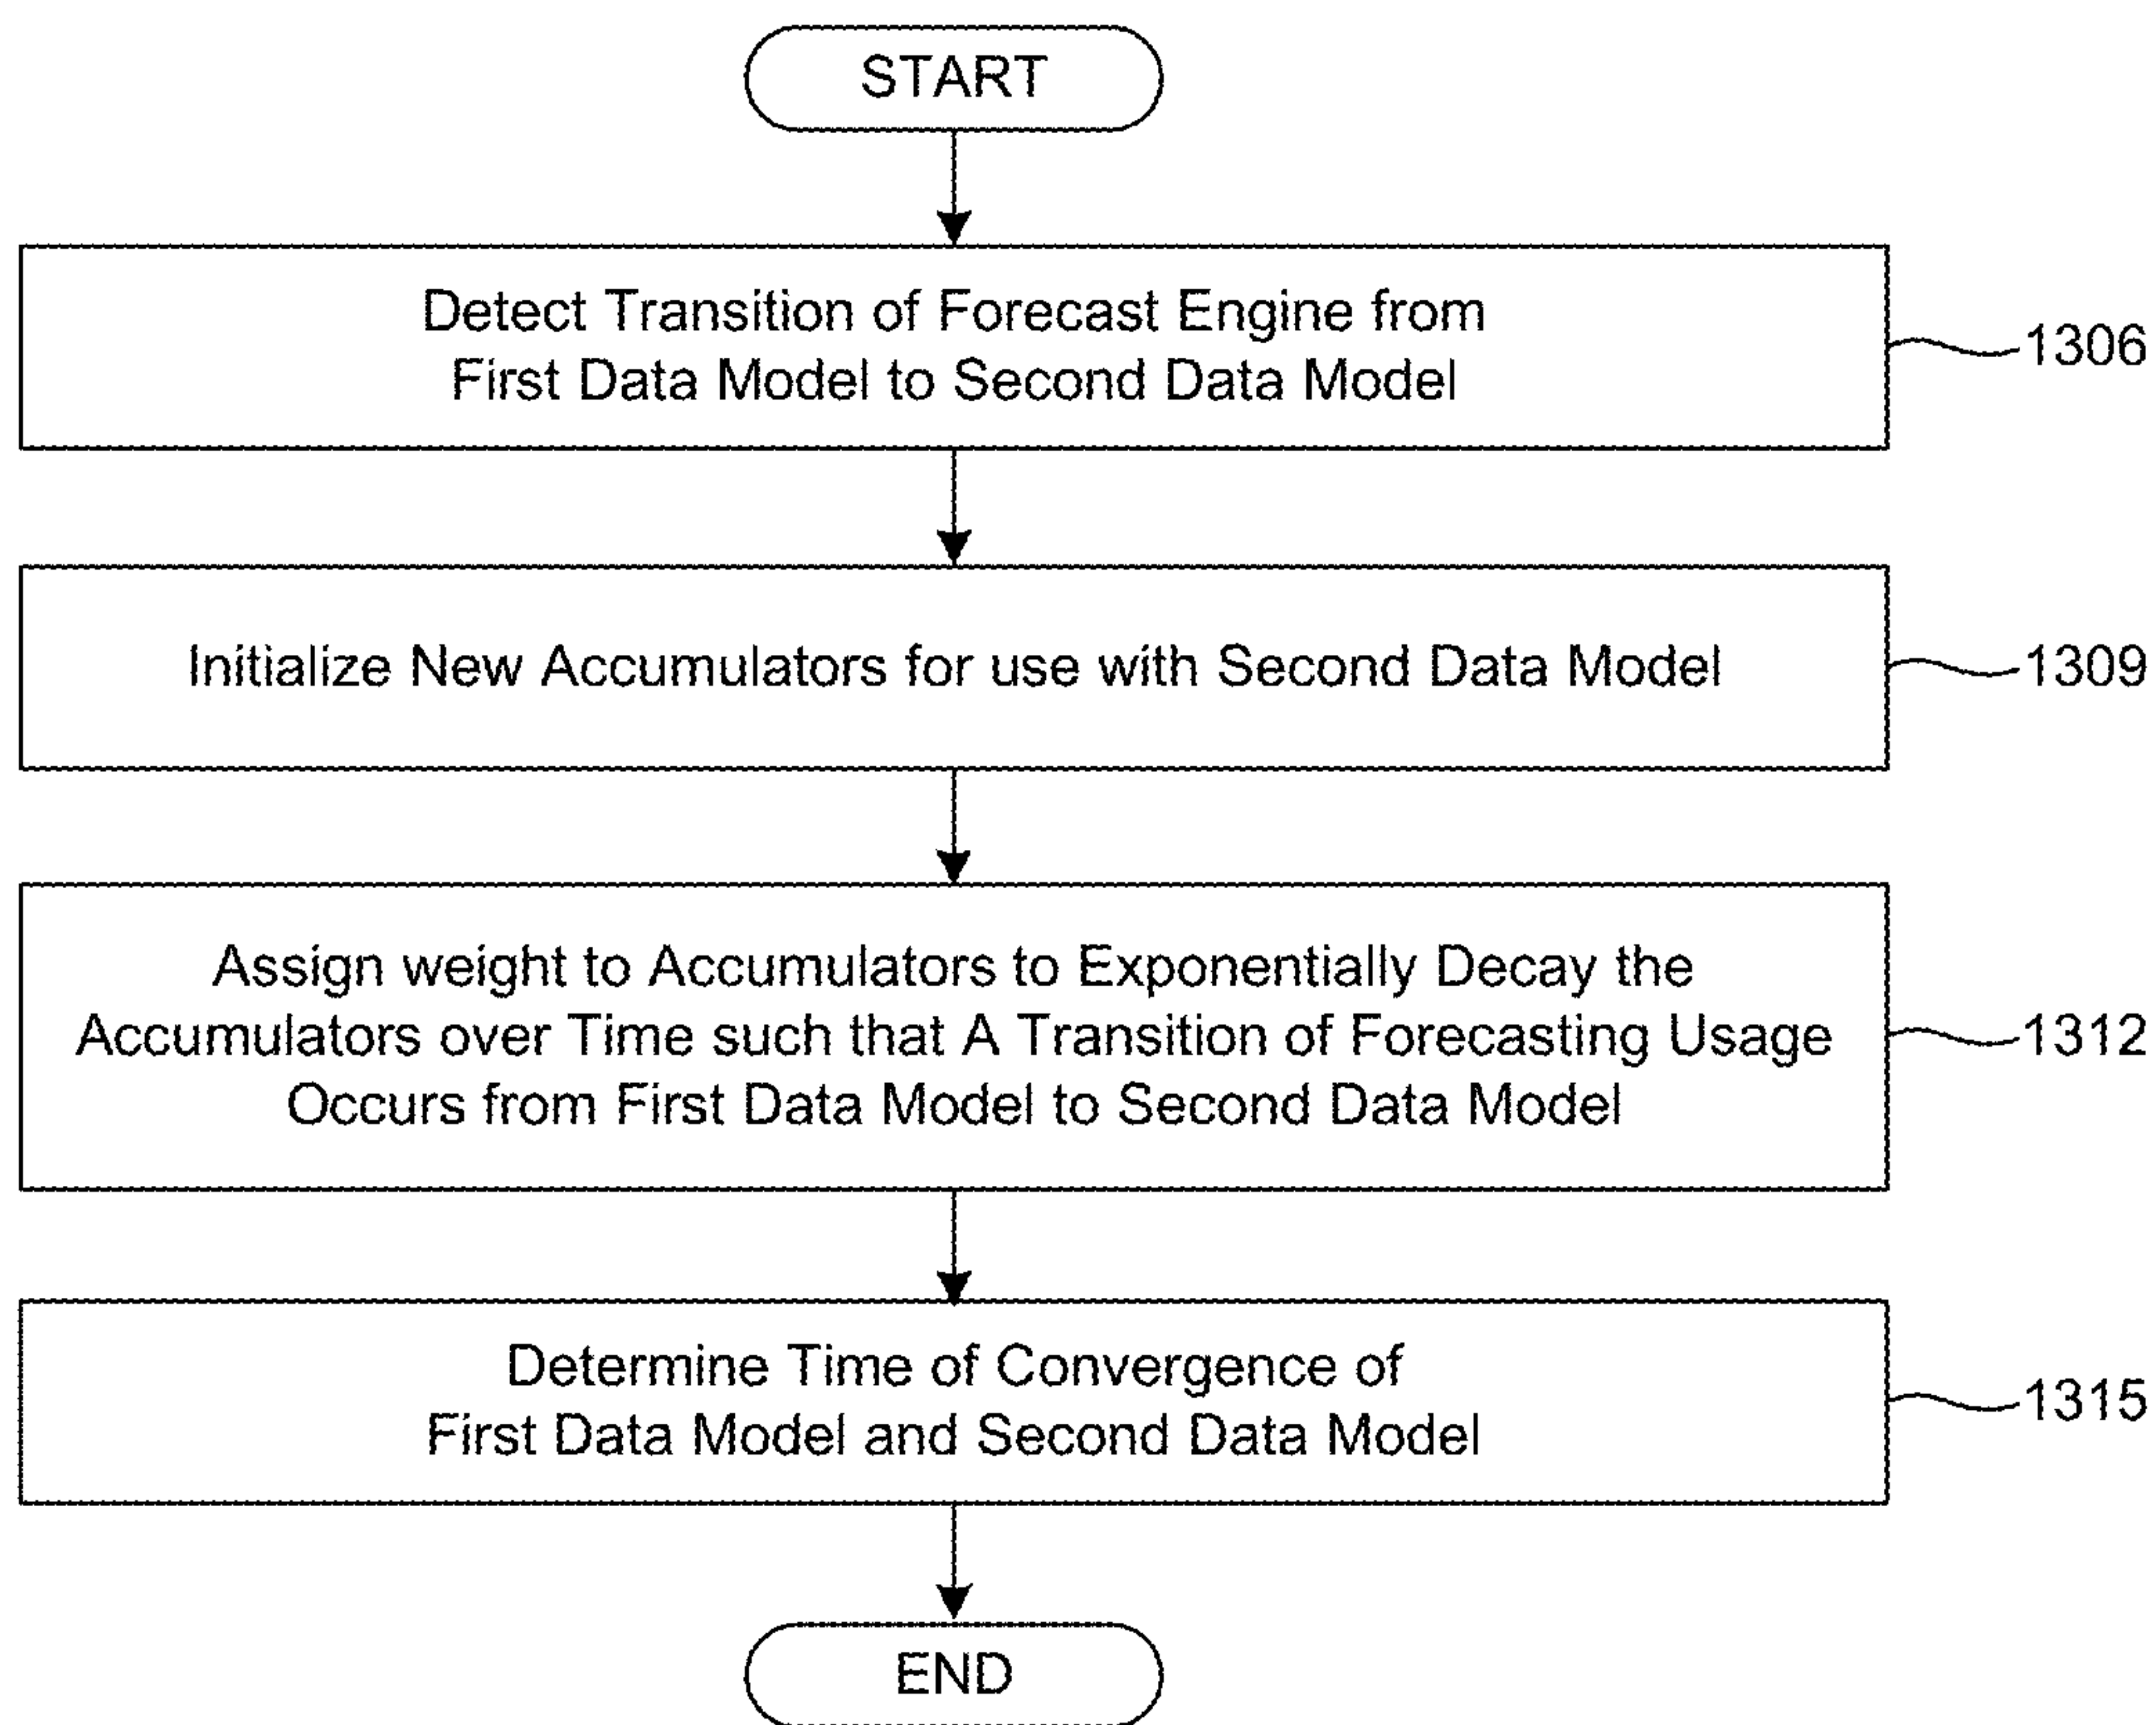 START
Detect Transition of Forecast Engine from
First Data Model to Second Data Model
1306
Initialize New Accumulators for use with Second Data Model
1309
Assign weight to Accumulators to Exponentially Decay the
Accumulators over Time such that A Transition of Forecasting Usage
Occurs from First Data Model to Second Data Model
1312
Determine Time of Convergence of
First Data Model and Second Data Model
1315
END